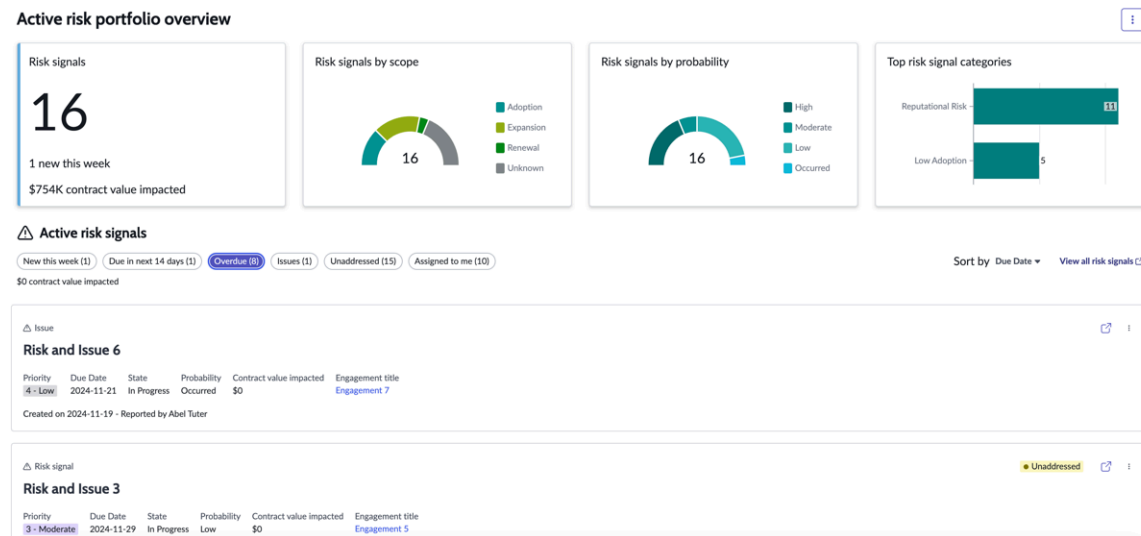 Active risk portfolio overview
Risk signals
16
1 new this week
$754K contract value impacted
Risk signals by scope
16
Adoption
Expansion
Renewal
Unknown
Risk signals by probability
16
High
Moderate
Low
Occurred
Top risk signal categories
Reputational Risk
11
Low Adoption
5
Active risk signals
New this week (1) Due in next 14 days (1) Overdue (8) Issues (1) Unaddressed (15) Assigned to me (10)
Sort by Due Date View all risk signals
$0 contract value impacted
Issue
Risk and Issue 6
Priority Due Date State Probability Contract value impacted Engagement title
4 - Low 2024-11-21 In Progress Occurred $0 Engagement 7
Created on 2024-11-19 - Reported by Abel Tuter
Risk signal
Unaddressed
Risk and Issue 3
Priority Due Date State Probability Contract value impacted Engagement title
3 - Moderate 2024-11-29 In Progress Low $0 Engagement 5